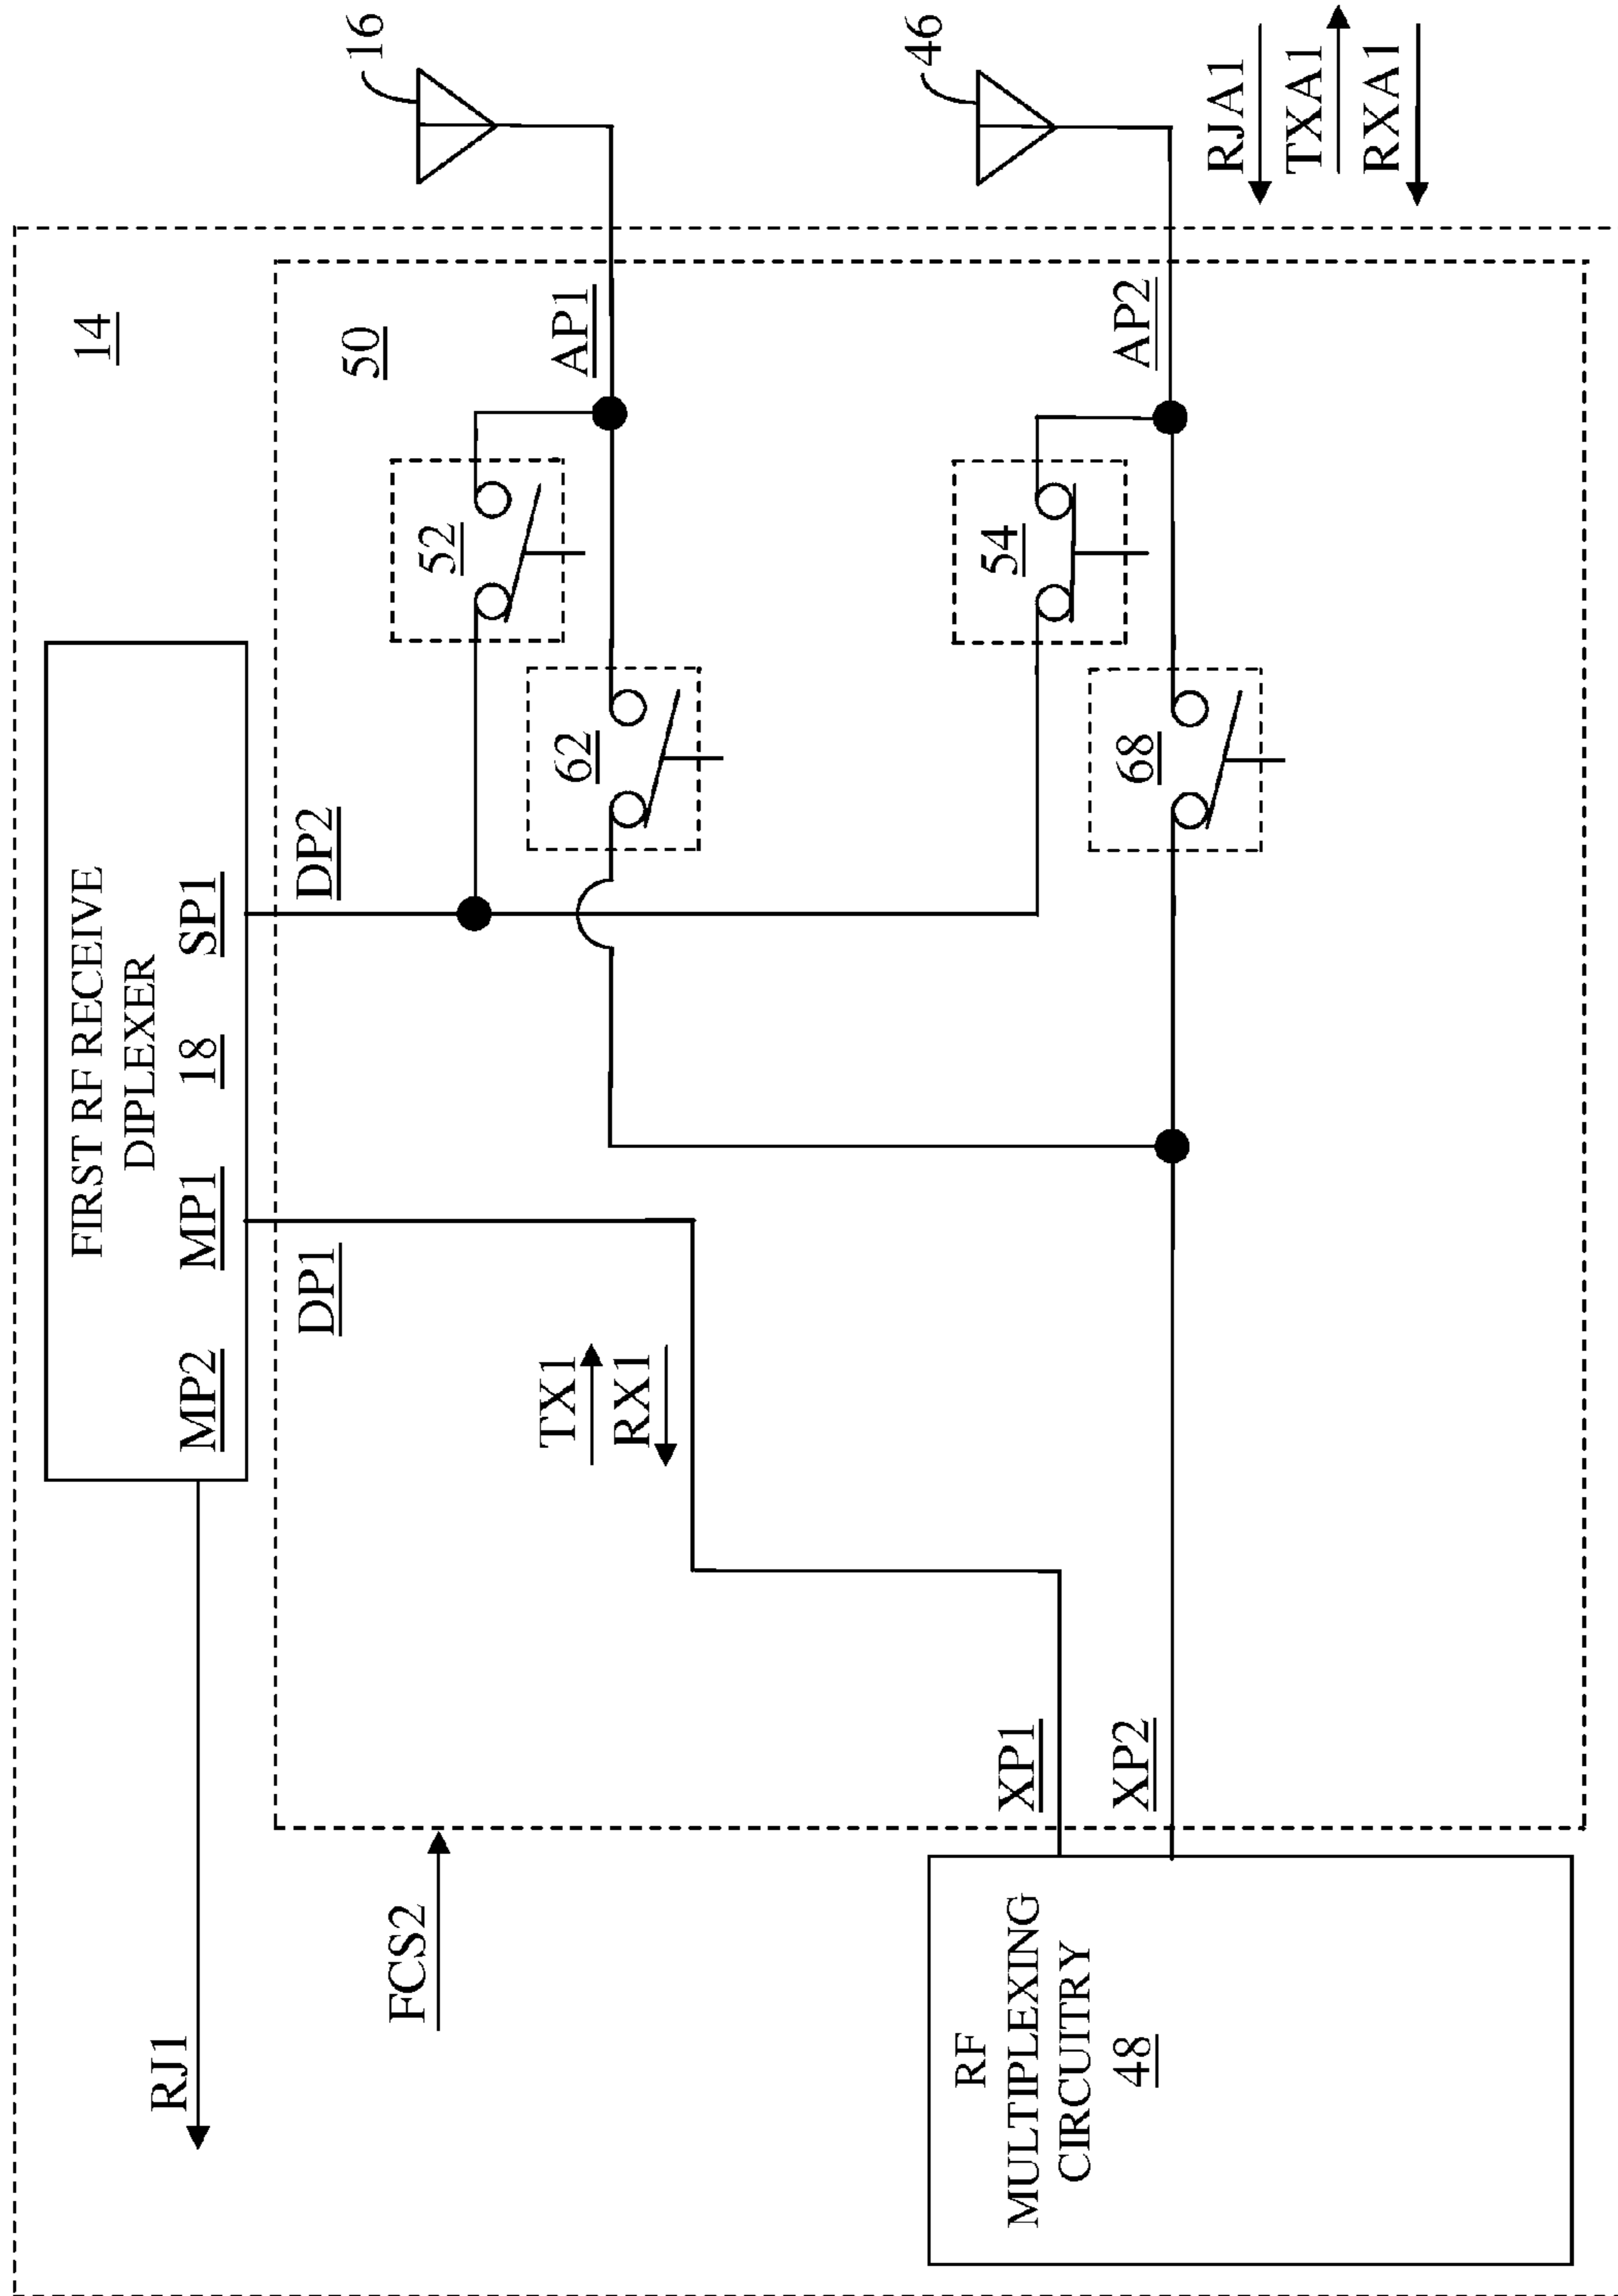 14
FIRST RF RECEIVE
DIPLEXER
MP2
MP1
18
SP1
RJ1
DP1
DP2
50
16
AP1
52
62
FCS2
TX1
RX1
46
AP2
54
68
XP1
XP2
RF
MULTIPLEXING
CIRCUITRY
48
RJA1
TXA1
RXA1